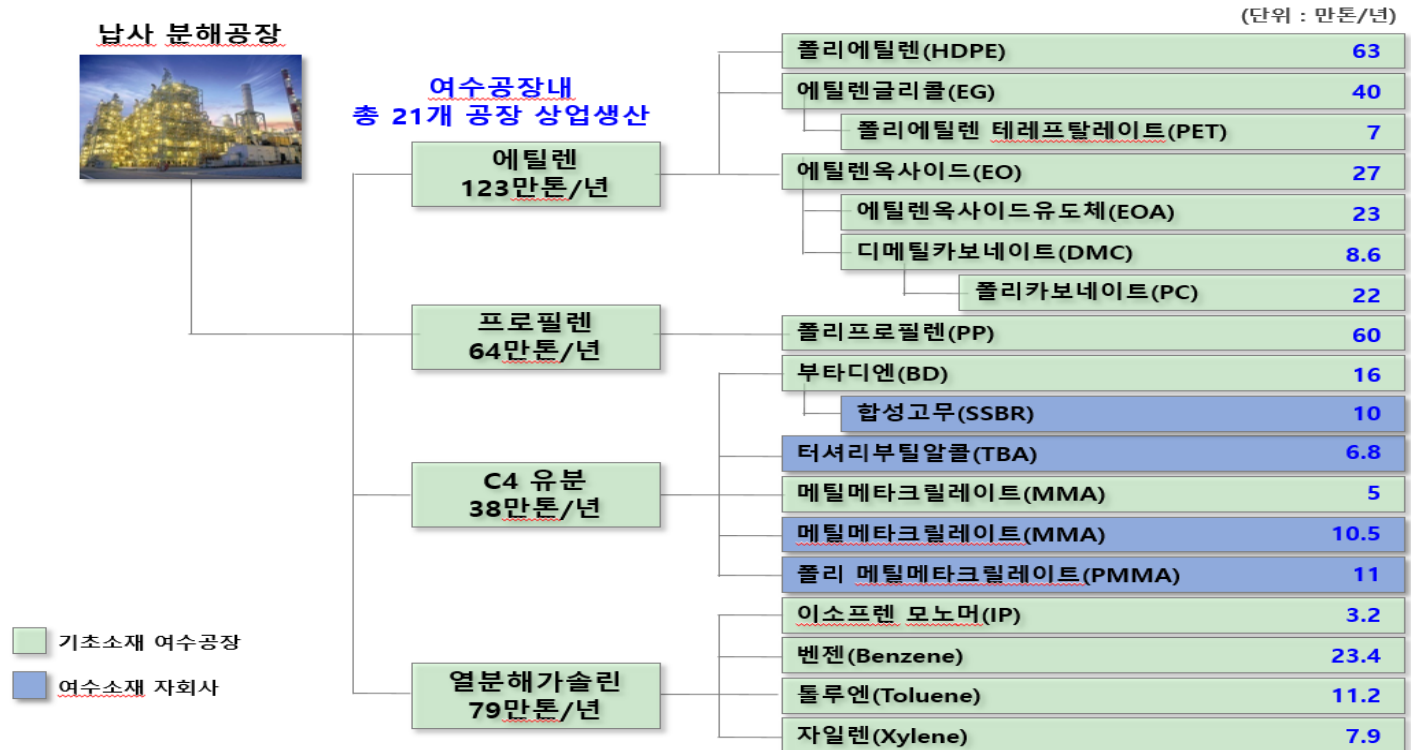 (단위 : 만톤/년)
납사 분해공장
여수공장내
총 21개 공장 상업생산
에틸렌
123만톤/년
폴리에틸렌(HDPE) 63
에틸렌글리콜(EG) 40
폴리에틸렌 테레프탈레이트(PET) 7
에틸렌옥사이드(EO) 27
에틸렌옥사이드유도체(EOA) 23
디메틸카보네이트(DMC) 8.6
폴리카보네이트(PC) 22
프로필렌
64만톤/년
폴리프로필렌(PP) 60
C4 유분
38만톤/년
부타디엔(BD) 16
합성고무(SSBR) 10
터셔리부틸알콜(TBA) 6.8
메틸메타크릴레이트(MMA) 5
메틸메타크릴레이트(MMA) 10.5
폴리 메틸메타크릴레이트(PMMA) 11
열분해가솔린
79만톤/년
이소프렌 모노머(IP) 3.2
벤젠(Benzene) 23.4
톨루엔(Toluene) 11.2
자일렌(Xylene) 7.9
기초소재 여수공장
여수소재 자회사